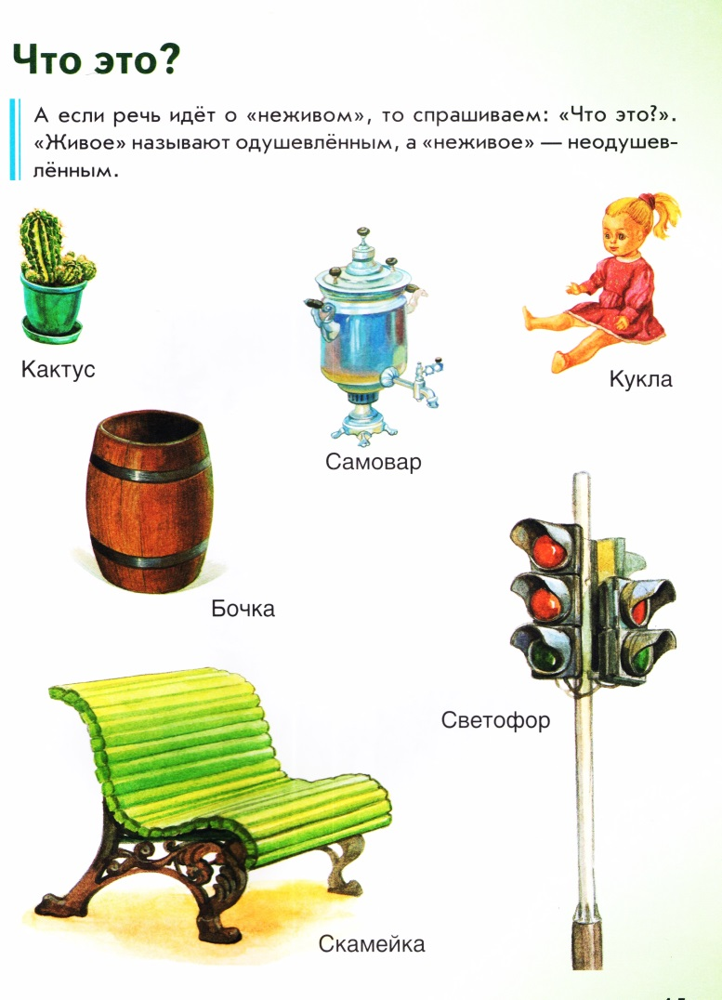 Что это?
А если речь идёт о «неживом», то спрашиваем: «Что это?».
«Живое» называют одушевлённым, а «неживое» — неодушев-
лённым.
Кактус
Кукла
Самовар
Бочка
Светофор
Скамейка